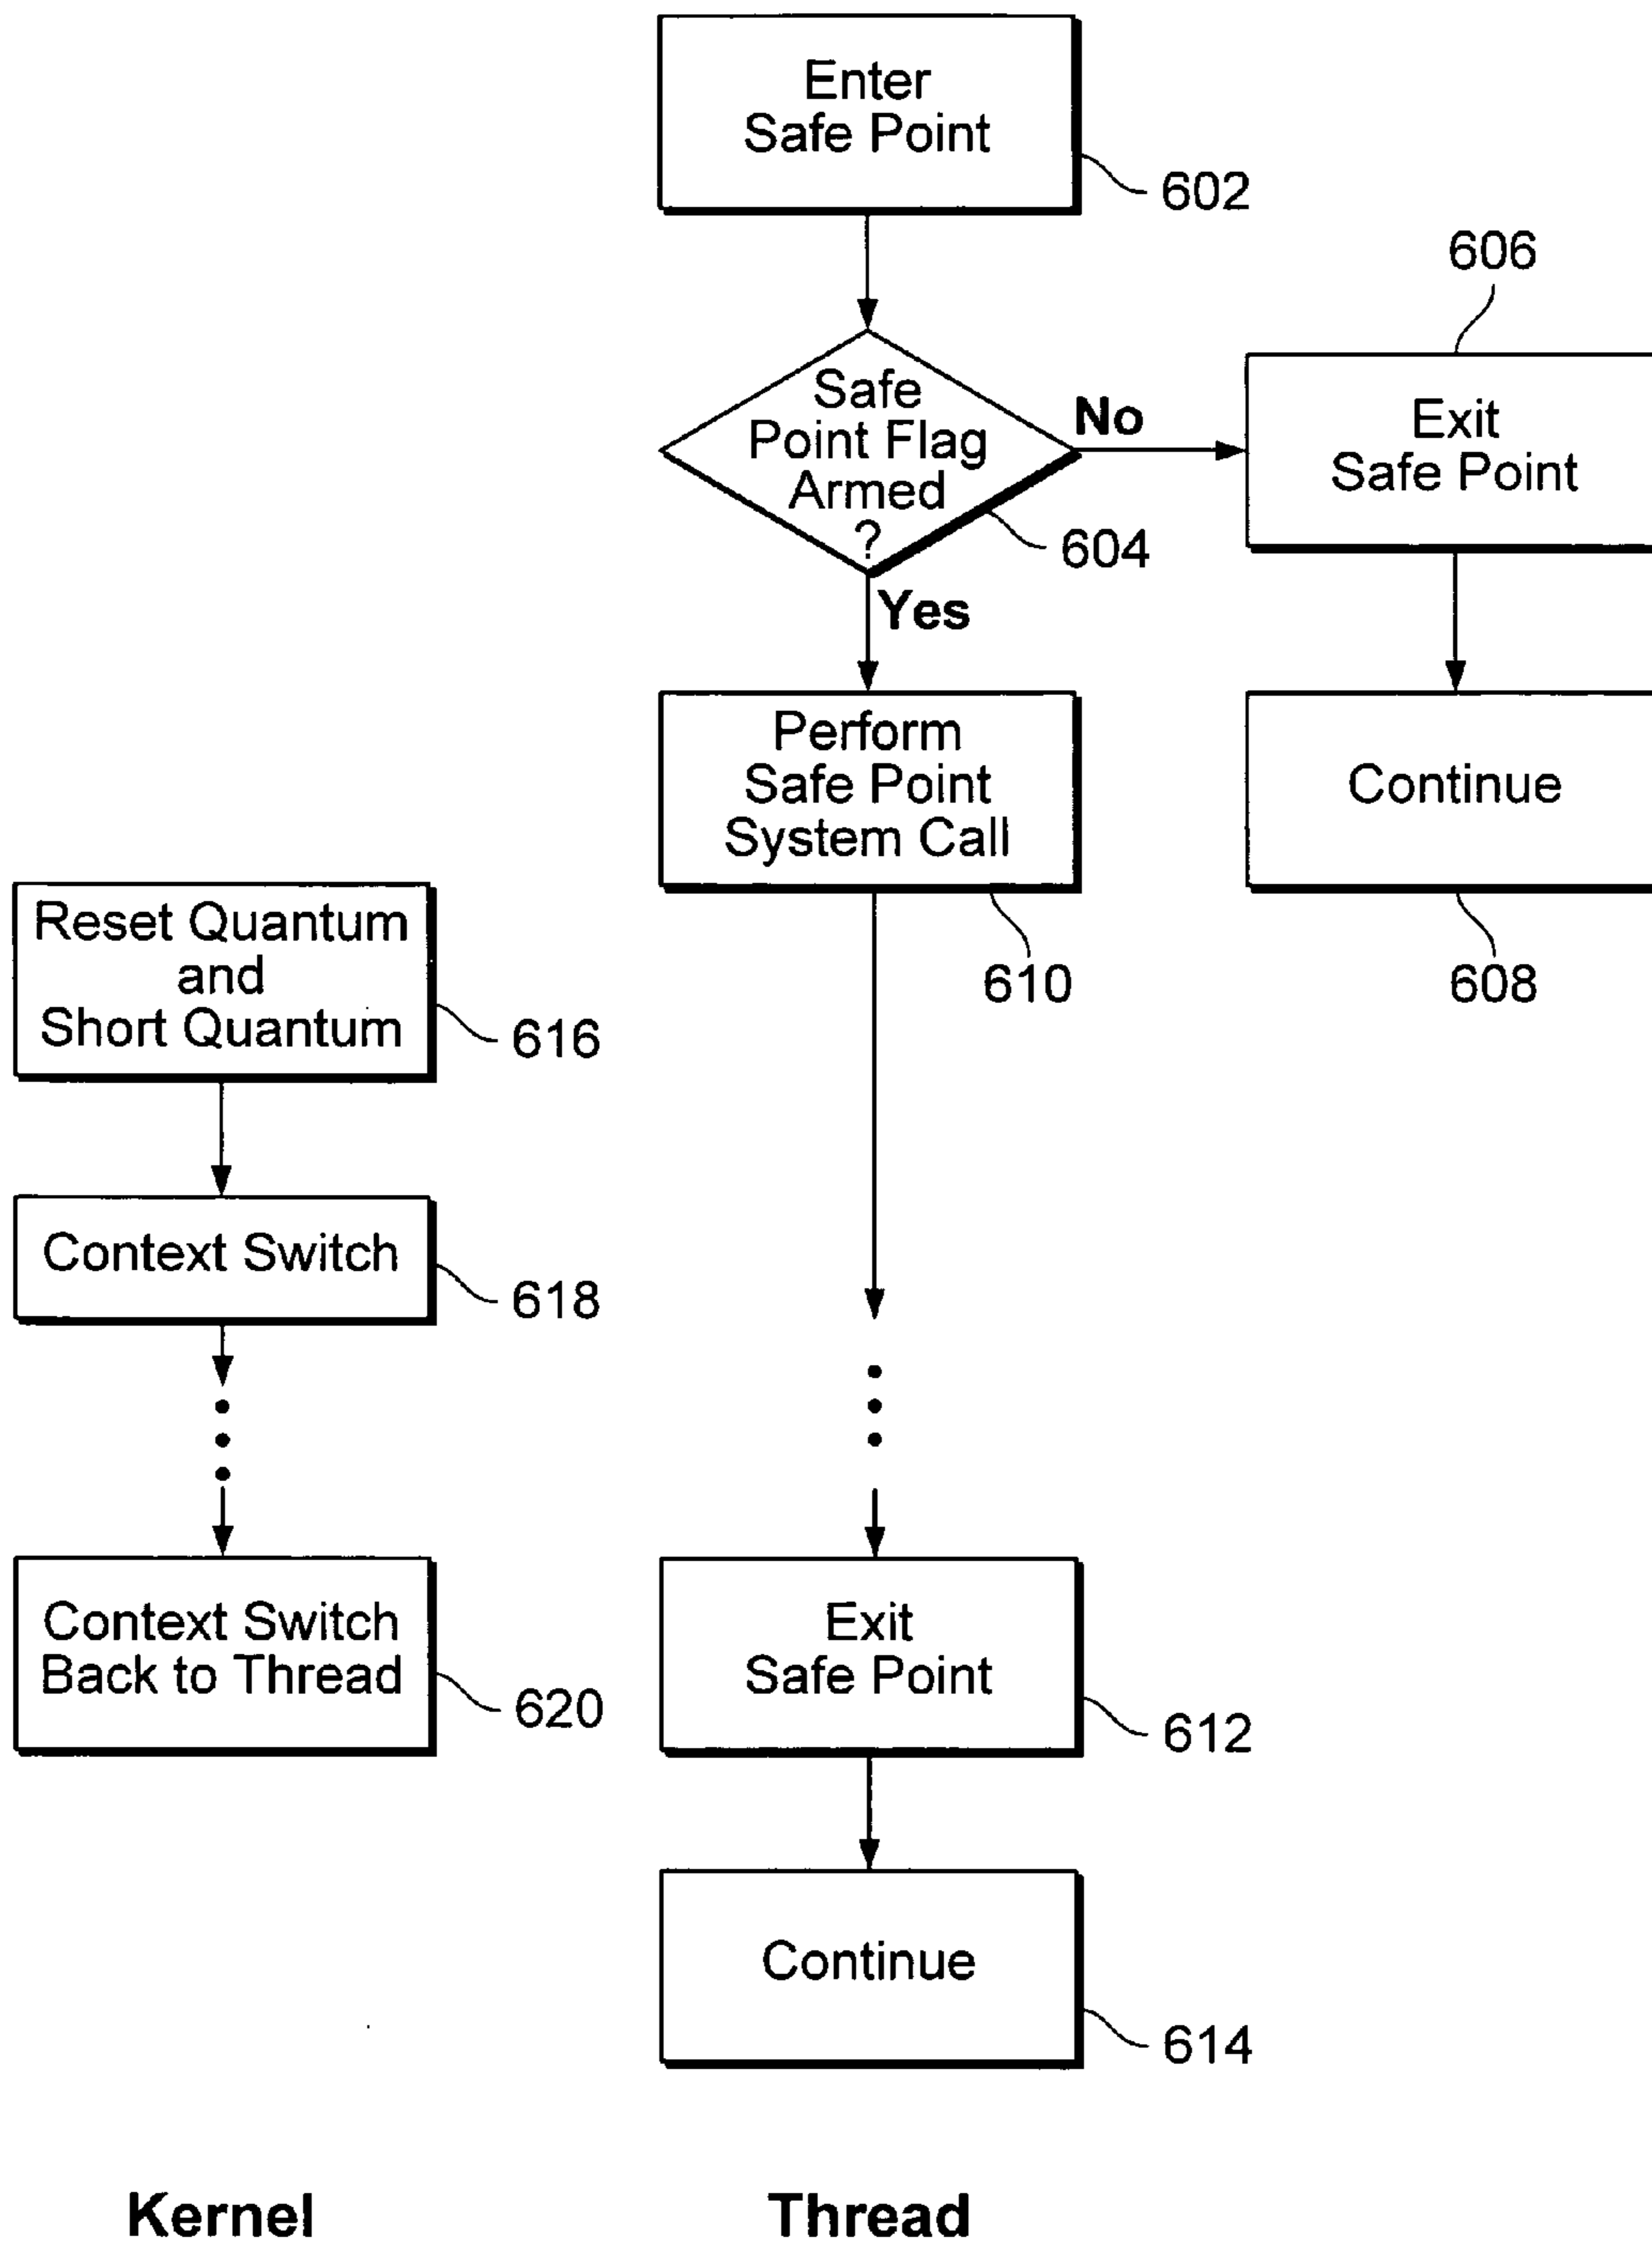 Enter
Safe Point
602
606
Safe
Point Flag
Armed
?
No
604
Yes
Exit
Safe Point
Perform
Safe Point
System Call
610
Continue
608
Reset Quantum
and
Short Quantum
616
Context Switch
618
Context Switch
Back to Thread
620
Exit
Safe Point
612
Continue
614
Kernel
Thread